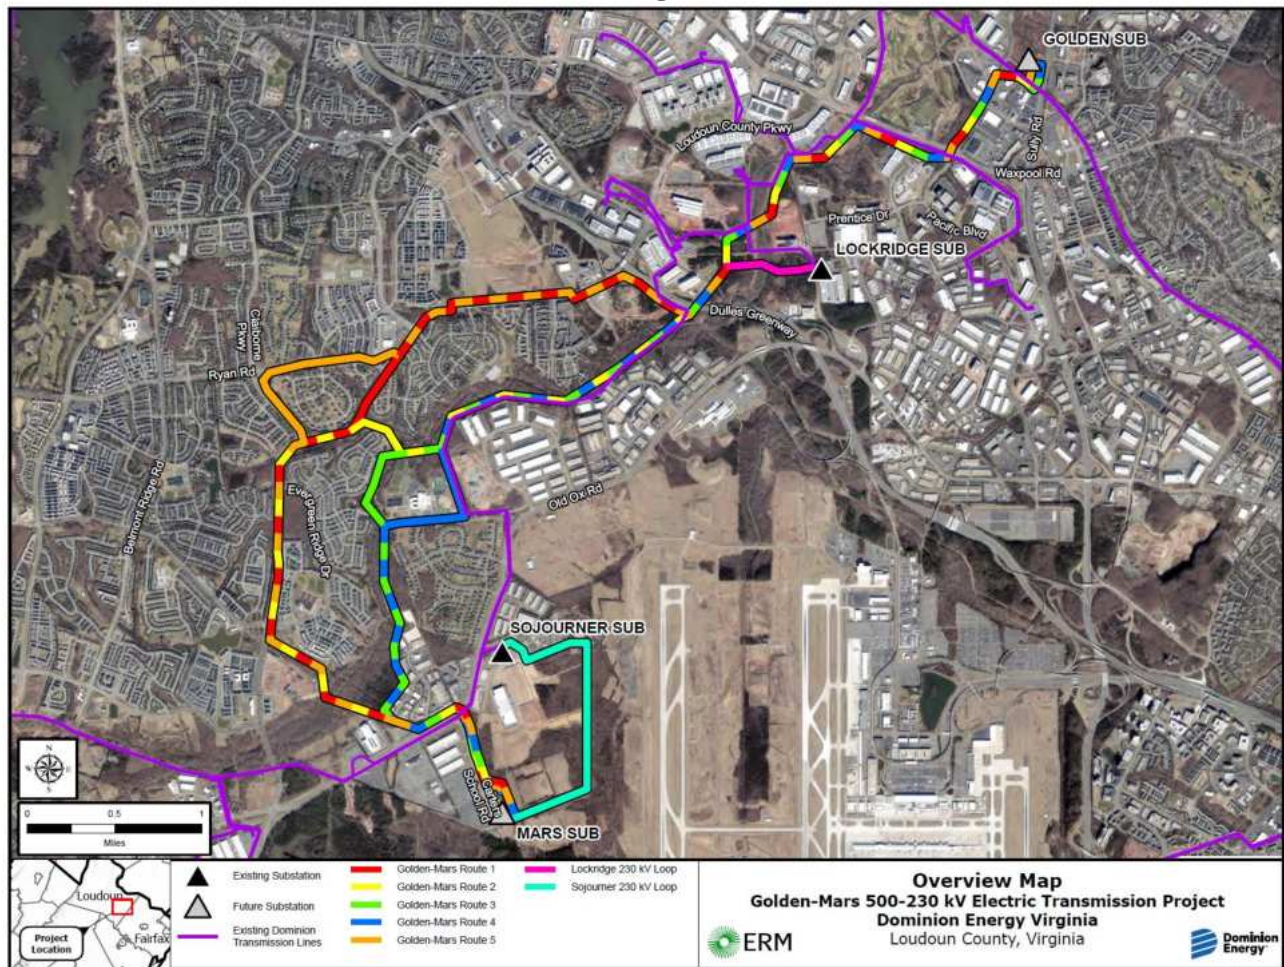 GOLDEN SUB
Loudoun County Pkwy
Sully Rd
Waxpool Rd
Prentice Dr
Pacific Blvd
LOCKRIDGE SUB
Dulles Greenway
Claiborne
Pkwy
Ryan Rd
Belmont Ridge Rd
Evergreen Ridge Dr
Old Ox Rd
SOJOURNER SUB
Carters
School Rd
MARS SUB
N
W
E
S
0 0.5 1
Miles
Loudoun
Fairfax
Project
Location
Existing Substation
Future Substation
Existing Dominion
Transmission Lines
Golden-Mars Route 1
Golden-Mars Route 2
Golden-Mars Route 3
Golden-Mars Route 4
Golden-Mars Route 5
Lockridge 230 kV Loop
Sojourner 230 kV Loop
Overview Map
Golden-Mars 500-230 kV Electric Transmission Project
Dominion Energy Virginia
Loudoun County, Virginia
ERM
Dominion
Energy